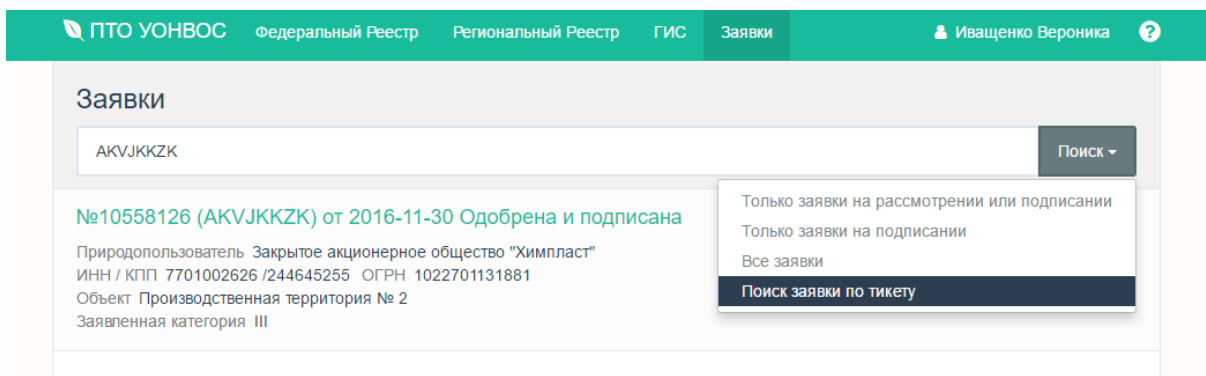 ПТО УОНВОС Федеральный Реестр Региональный Реестр ГИС Заявки Иващенко Вероника ?
Заявки
AKVJKKZK Поиск
№10558126 (AKVJKKZK) от 2016-11-30 Одобрена и подписана
Природопользователь Закрытое акционерное общество "Химпласт"
ИНН / КПП 7701002626 /244645255 ОГРН 1022701131881
Объект Производственная территория № 2
Заявленная категория III
Только заявки на рассмотрении или подписании
Только заявки на подписании
Все заявки
Поиск заявки по тикету